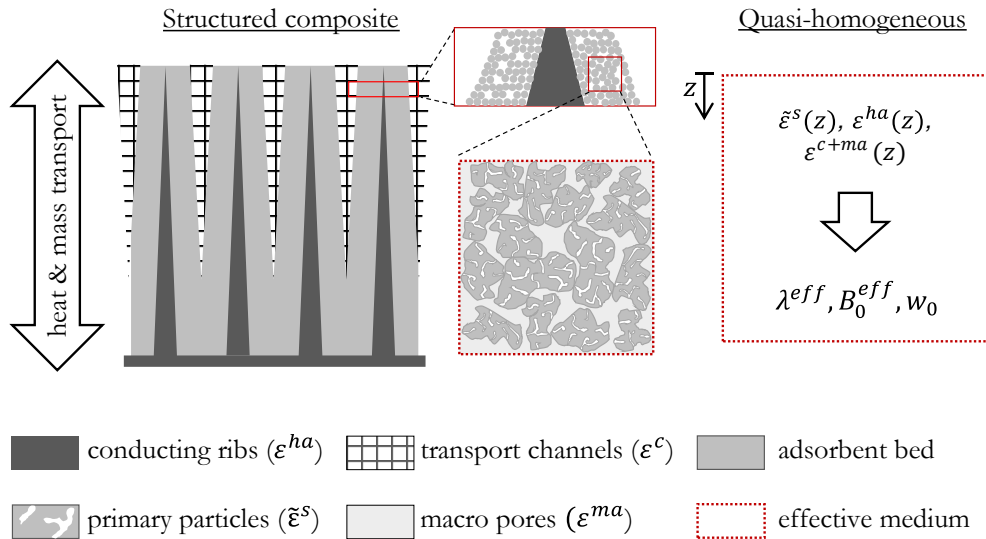 Structured composite
Quasi-homogeneous
heat & mass transport
z
ε̃ˢ(z), εʰᵃ(z),
εᶜ⁺ᵐᵃ(z)
λᵉᶠᶠ, B₀ᵉᶠᶠ, w₀
conducting ribs (εʰᵃ)
transport channels (εᶜ)
adsorbent bed
primary particles (ε̃ˢ)
macro pores (εᵐᵃ)
effective medium